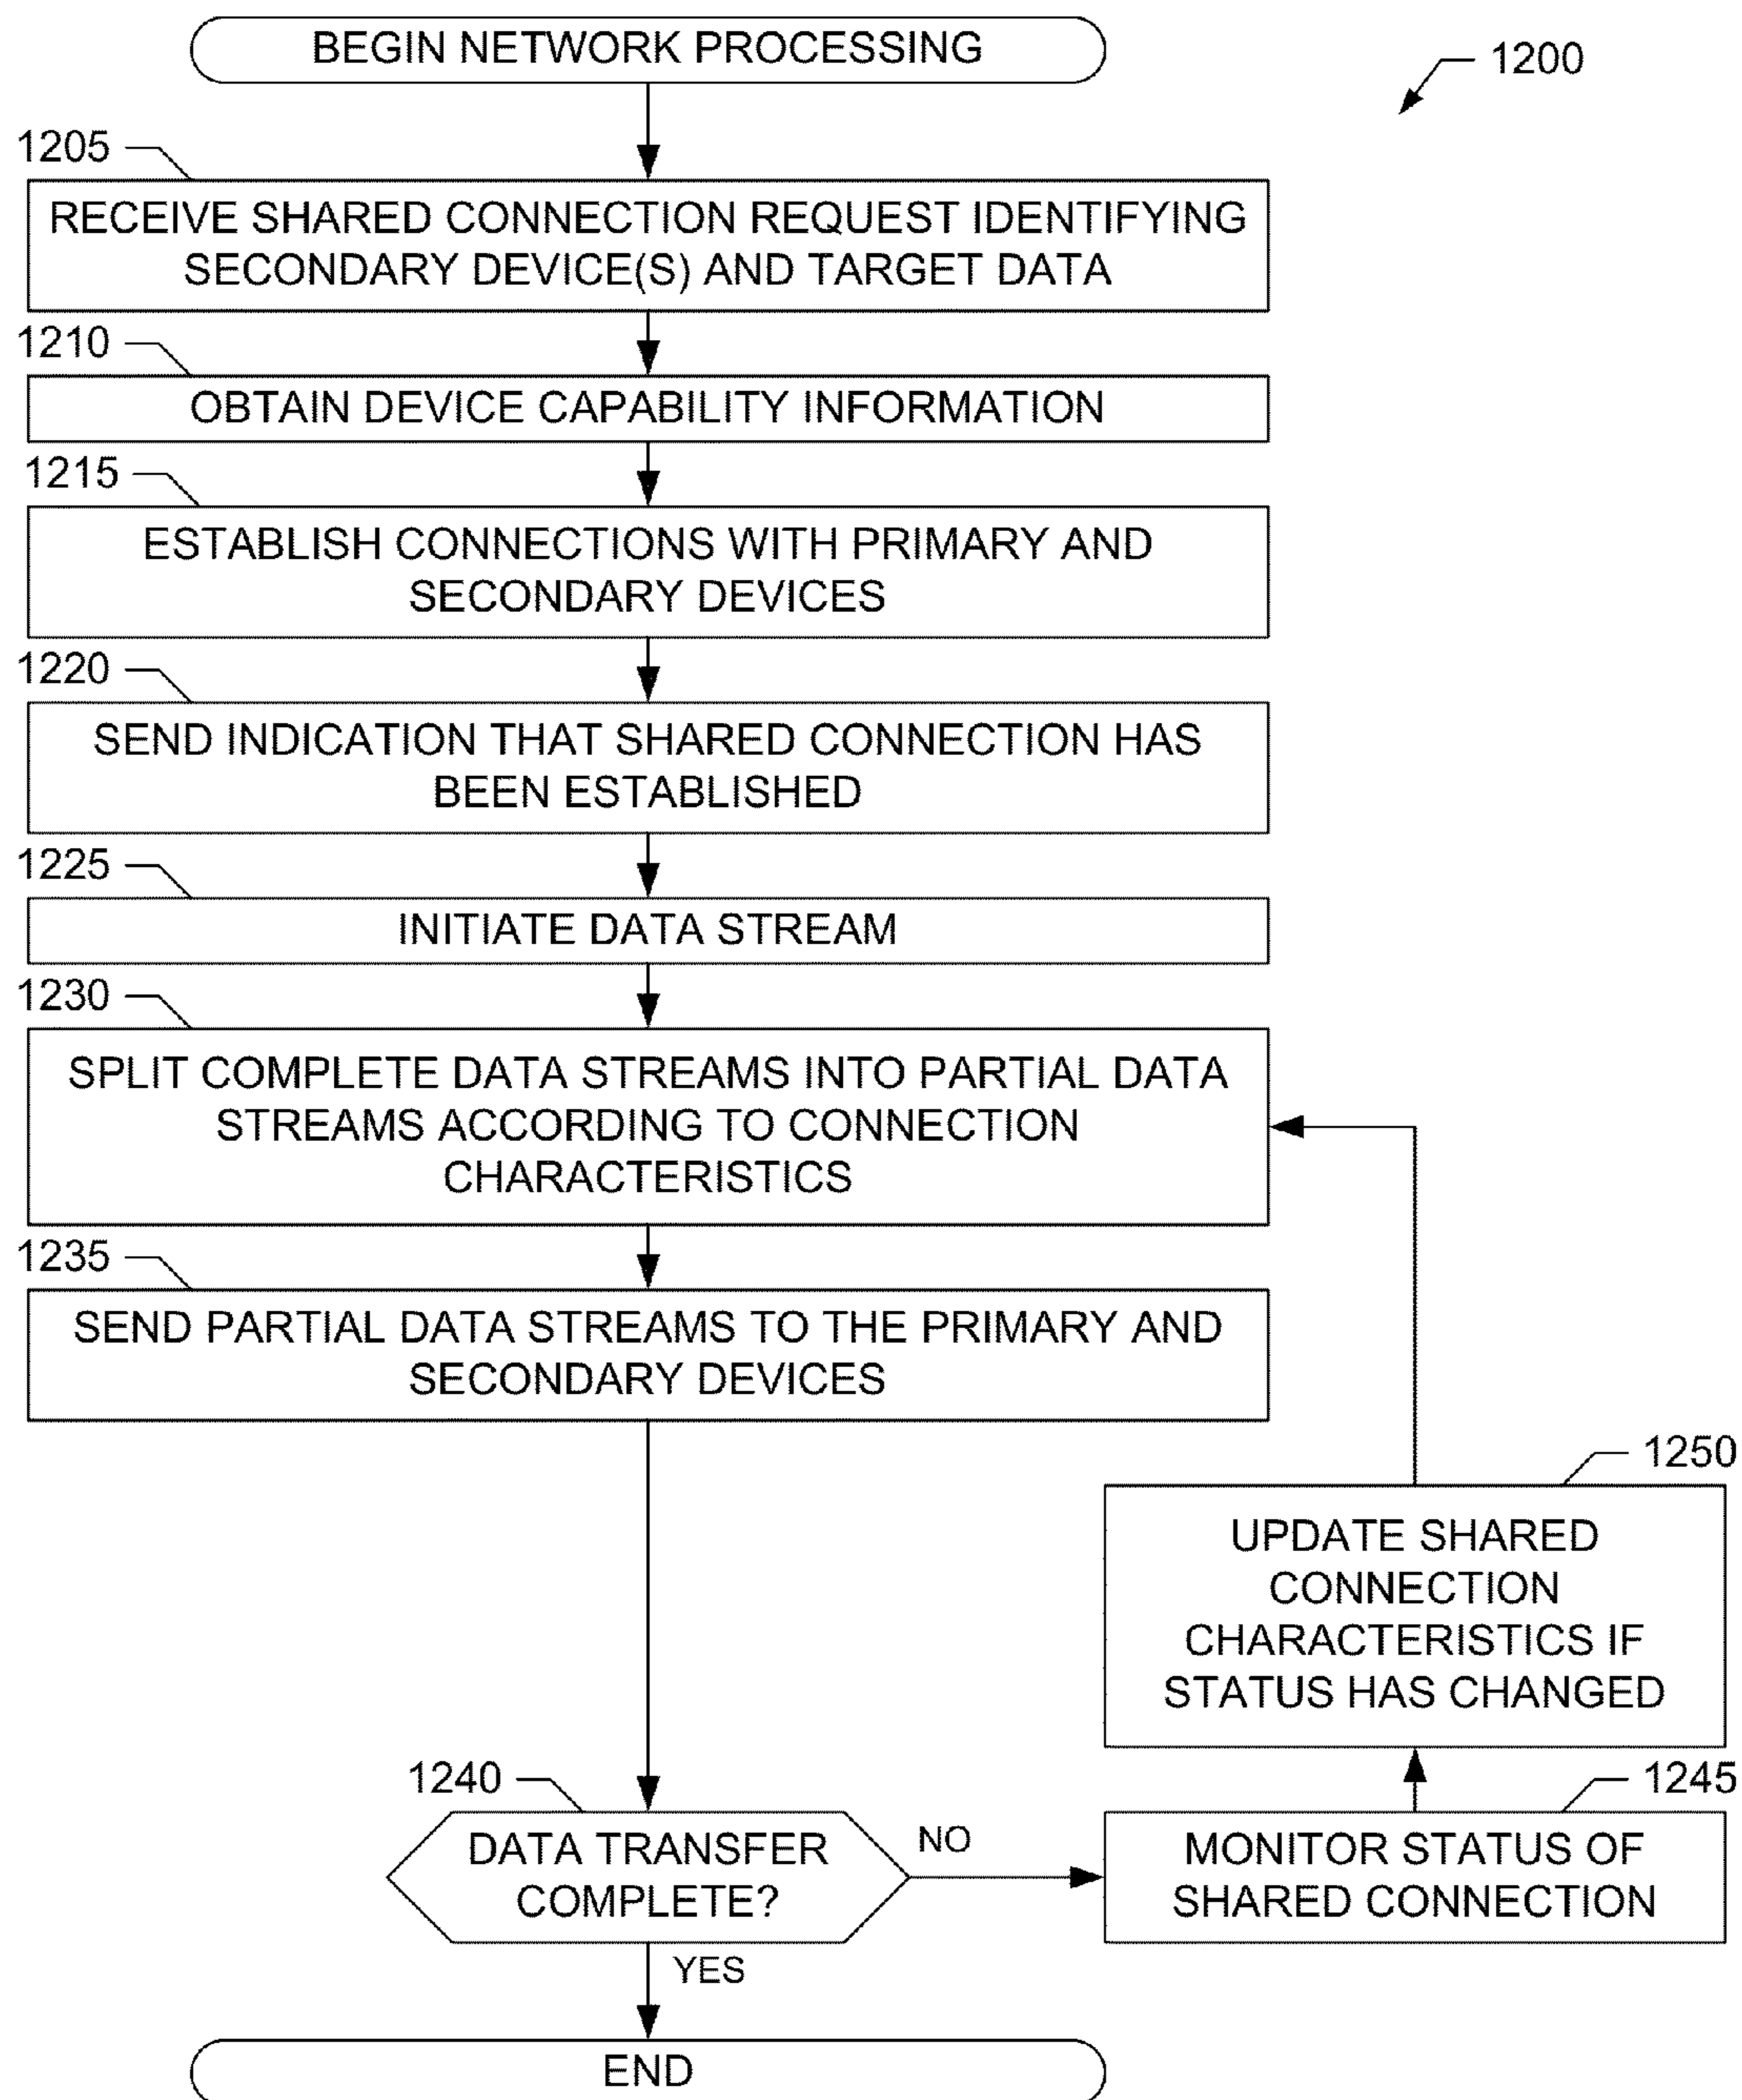 BEGIN NETWORK PROCESSING
1200
1205
RECEIVE SHARED CONNECTION REQUEST IDENTIFYING
SECONDARY DEVICE(S) AND TARGET DATA
1210
OBTAIN DEVICE CAPABILITY INFORMATION
1215
ESTABLISH CONNECTIONS WITH PRIMARY AND
SECONDARY DEVICES
1220
SEND INDICATION THAT SHARED CONNECTION HAS
BEEN ESTABLISHED
1225
INITIATE DATA STREAM
1230
SPLIT COMPLETE DATA STREAMS INTO PARTIAL DATA
STREAMS ACCORDING TO CONNECTION
CHARACTERISTICS
1235
SEND PARTIAL DATA STREAMS TO THE PRIMARY AND
SECONDARY DEVICES
1240
DATA TRANSFER
COMPLETE?
NO
YES
1245
MONITOR STATUS OF
SHARED CONNECTION
1250
UPDATE SHARED
CONNECTION
CHARACTERISTICS IF
STATUS HAS CHANGED
END